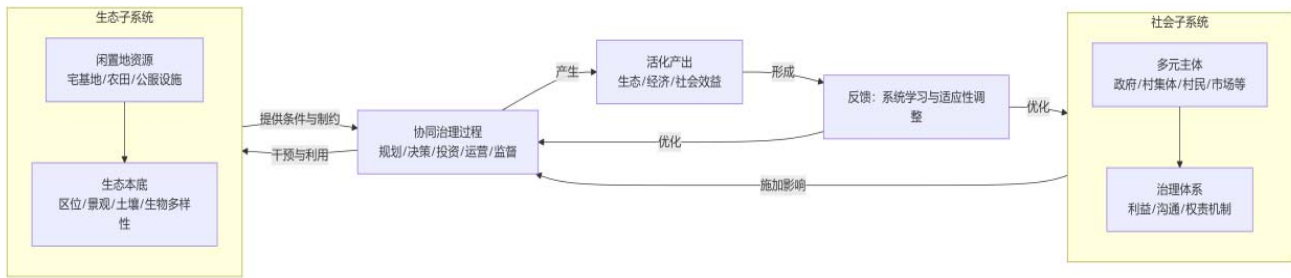 生态子系统
闲置地资源
宅基地/农田/公服设施
生态本底
区位/景观/土壤/生物多样
性
提供条件与制约
干预与利用
协同治理过程
规划/决策/投资/运营/监督
产生
活化产出
生态/经济/社会效益
形成
反馈：系统学习与适应性调
整
优化
优化
施加影响
社会子系统
多元主体
政府/村集体/村民/市场等
治理体系
利益/沟通/权责机制